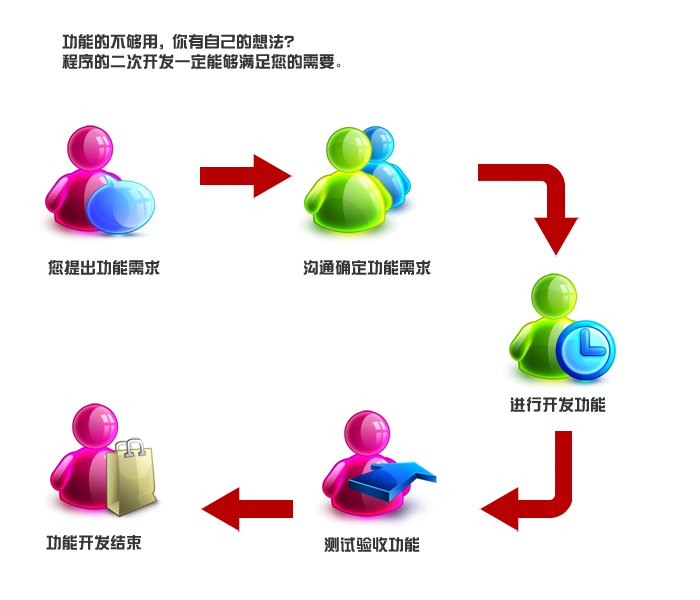 功能的不够用，你有自己的想法？
程序的二次开发一定能够满足您的需要。
您提出功能需求
沟通确定功能需求
进行开发功能
测试验收功能
功能开发结束